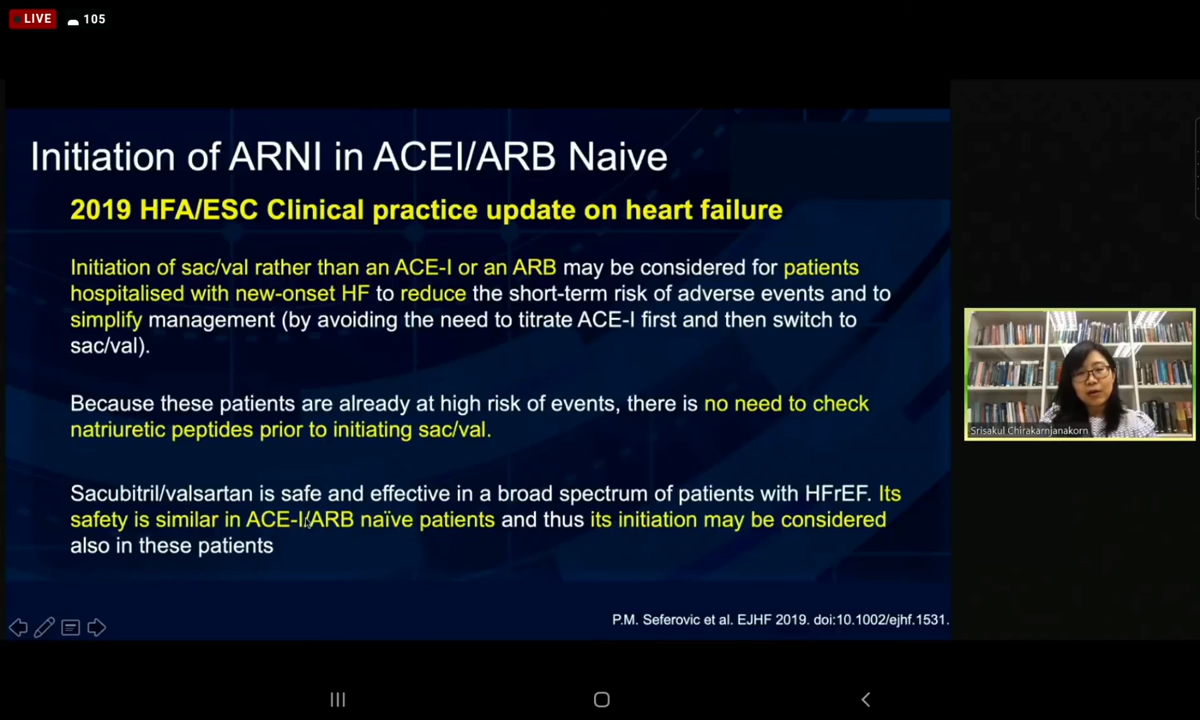 LIVE 105
Initiation of ARNI in ACEI/ARB Naive
2019 HFA/ESC Clinical practice update on heart failure
Initiation of sac/val rather than an ACE-I or an ARB may be considered for patients
hospitalised with new-onset HF to reduce the short-term risk of adverse events and to
simplify management (by avoiding the need to titrate ACE-I first and then switch to
sac/val).
Because these patients are already at high risk of events, there is no need to check
natriuretic peptides prior to initiating sac/val.
Sacubitril/valsartan is safe and effective in a broad spectrum of patients with HFrEF. Its
safety is similar in ACE-I/ARB naïve patients and thus its initiation may be considered
also in these patients
P.M. Seferovic et al. EJHF 2019. doi:10.1002/ejhf.1531.
Srisakul Chirakarnjanakorn